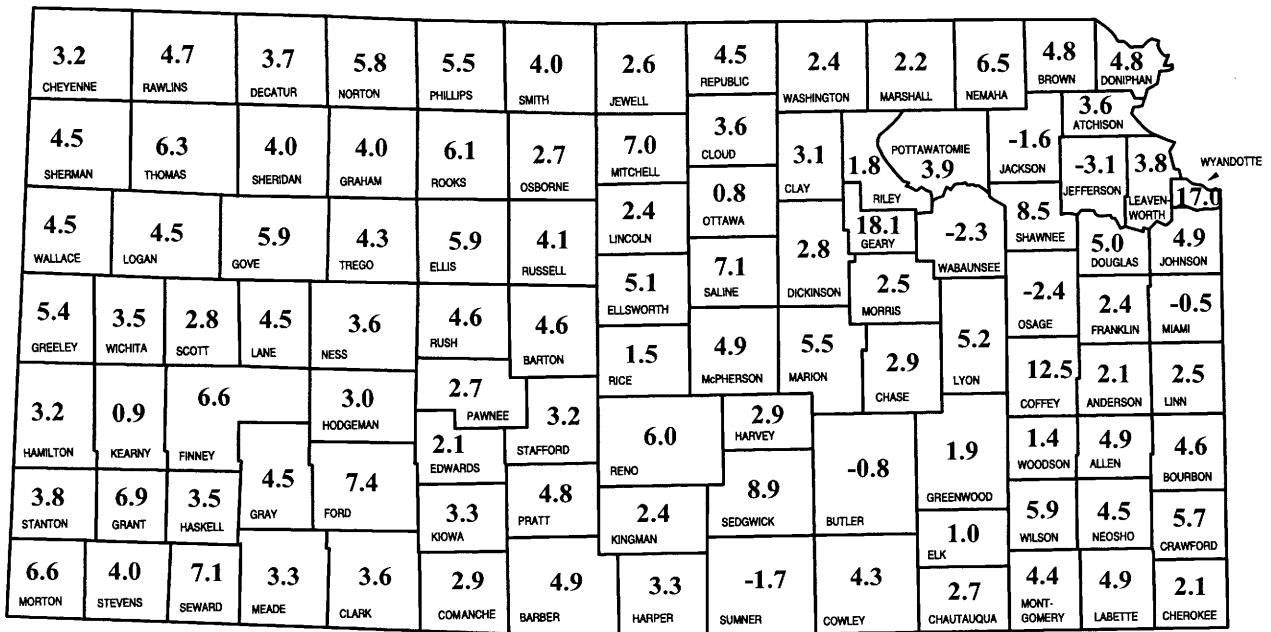 3.2
CHEYENNE
4.7
RAWLINS
3.7
DECATUR
5.8
NORTON
5.5
PHILLIPS
4.0
SMITH
2.6
JEWELL
4.5
REPUBLIC
2.4
WASHINGTON
2.2
MARSHALL
6.5
NEMAHA
4.8
BROWN
4.8
DONIPHAN
3.6
ATCHISON
4.5
SHERMAN
6.3
THOMAS
4.0
SHERIDAN
4.0
GRAHAM
6.1
ROOKS
2.7
OSBORNE
7.0
MITCHELL
3.6
CLOUD
3.1
CLAY
1.8
RILEY
POTTAWATOMIE
3.9
-1.6
JACKSON
-3.1
JEFFERSON
3.8
LEAVEN-
WORTH
WYANDOTTE
17.0
4.5
WALLACE
4.5
LOGAN
5.9
GOVE
4.3
TREGO
5.9
ELLIS
4.1
RUSSELL
2.4
LINCOLN
0.8
OTTAWA
2.8
DICKINSON
18.1
GEARY
-2.3
WABAUNSEE
8.5
SHAWNEE
5.0
DOUGLAS
4.9
JOHNSON
5.1
ELLSWORTH
7.1
SALINE
2.5
MORRIS
-2.4
OSAGE
2.4
FRANKLIN
-0.5
MIAMI
5.4
GREELEY
3.5
WICHITA
2.8
SCOTT
4.5
LANE
3.6
NESS
4.6
RUSH
4.6
BARTON
1.5
RICE
4.9
McPHERSON
5.5
MARION
2.9
CHASE
5.2
LYON
12.5
COFFEY
2.1
ANDERSON
2.5
LINN
3.2
HAMILTON
0.9
KEARNY
6.6
FINNEY
3.0
HODGEMAN
2.7
PAWNEE
3.2
STAFFORD
2.1
EDWARDS
6.0
RENO
2.9
HARVEY
-0.8
BUTLER
1.9
GREENWOOD
1.4
WOODSON
4.9
ALLEN
4.6
BOURBON
3.8
STANTON
6.9
GRANT
3.5
HASKELL
4.5
GRAY
7.4
FORD
3.3
KIOWA
4.8
PRATT
2.4
KINGMAN
8.9
SEDGWICK
1.0
ELK
5.9
WILSON
4.5
NEOSHO
5.7
CRAWFORD
6.6
MORTON
4.0
STEVENS
7.1
SEWARD
3.3
MEADE
3.6
CLARK
2.9
COMANCHE
4.9
BARBER
3.3
HARPER
-1.7
SUMNER
4.3
COWLEY
2.7
CHAUTAUQUA
4.4
MONT-
GOMERY
4.9
LABETTE
2.1
CHEROKEE